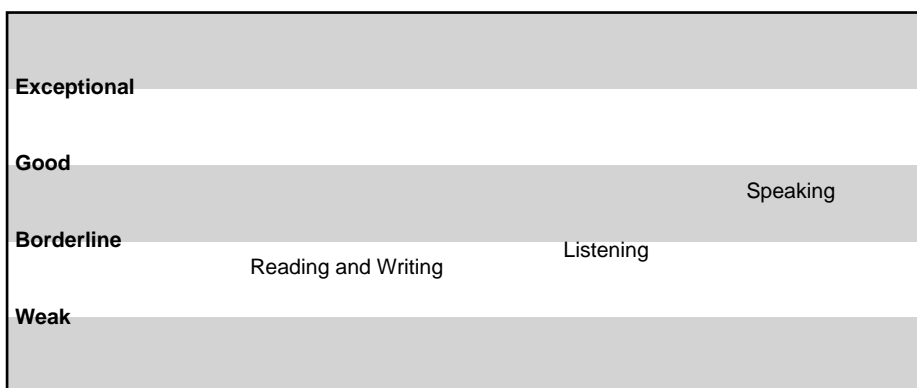 Exceptional
Good
Speaking
Borderline
Listening
Reading and Writing
Weak